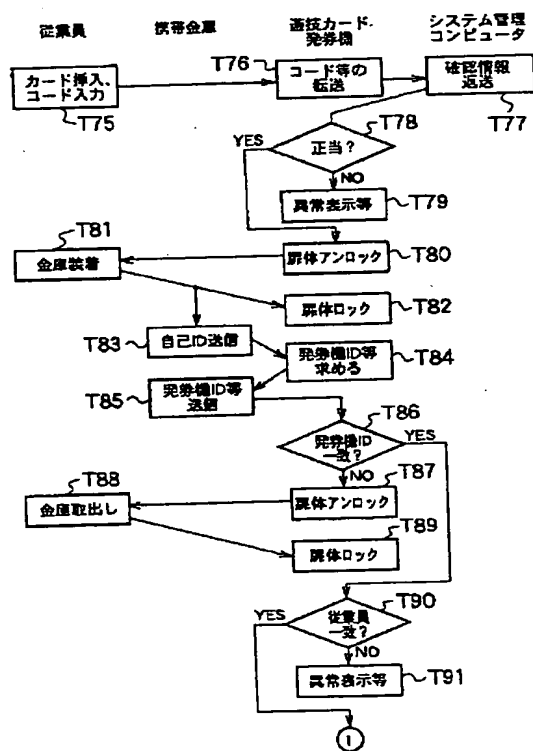 従業員
携帯金庫
遊技カード・
発券機
システム管理
コンピュータ
カード挿入、
コード入力
T75
T76
コード等の
転送
確認情報
返送
T77
T78
YES
正当?
NO
異常表示等
T79
T81
金庫装着
扉体アンロック
T80
扉体ロック
T82
T83
自己ID送信
発券機ID等
求める
T84
T85
発券機ID等
送信
T86
発券機ID
一致?
YES
NO
T87
T88
金庫取出し
扉体アンロック
T89
扉体ロック
T90
YES
従業員
一致?
NO
異常表示等
T91
1